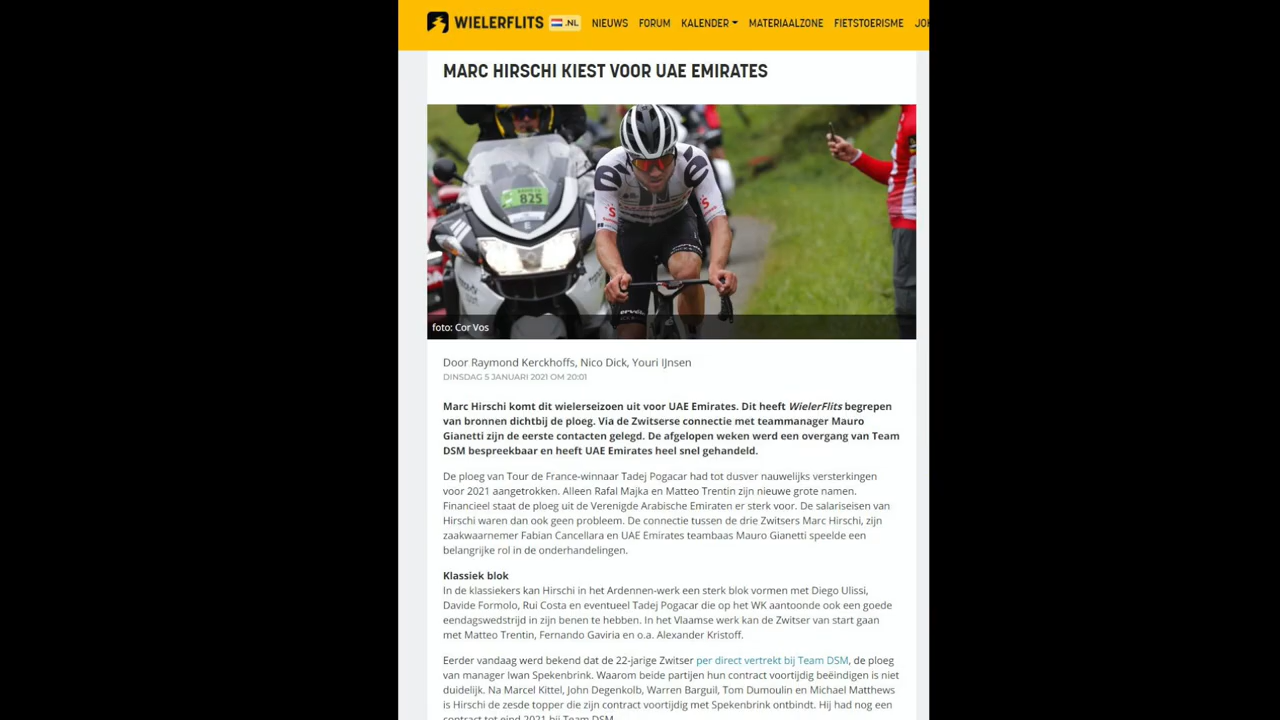 WIELERFLITS .NL NIEUWS FORUM KALENDER MATERIAALZONE FIETSTOERISME
MARC HIRSCHI KIEST VOOR UAE EMIRATES
825
foto: Cor Vos
Door Raymond Kerckhoffs, Nico Dick, Youri IJnsen
DINSDAG 5 JANUARI 2021 OM 20:01
Marc Hirschi komt dit wielerseizoen uit voor UAE Emirates. Dit heeft WielerFlits begrepen
van bronnen dichtbij de ploeg. Via de Zwitserse connectie met teammanager Mauro
Gianetti zijn de eerste contacten gelegd. De afgelopen weken werd een overgang van Team
DSM bespreekbaar en heeft UAE Emirates heel snel gehandeld.
De ploeg van Tour de France-winnaar Tadej Pogacar had tot dusver nauwelijks versterkingen
voor 2021 aangetrokken. Alleen Rafal Majka en Matteo Trentin zijn nieuwe grote namen.
Financieel staat de ploeg uit de Verenigde Arabische Emiraten er sterk voor. De salariseisen van
Hirschi waren dan ook geen probleem. De connectie tussen de drie Zwitsers Marc Hirschi, zijn
zaakwaarnemer Fabian Cancellara en UAE Emirates teambaas Mauro Gianetti speelde een
belangrijke rol in de onderhandelingen.
Klassiek blok
In de klassiekers kan Hirschi in het Ardennen-werk een sterk blok vormen met Diego Ulissi,
Davide Formolo, Rui Costa en eventueel Tadej Pogacar die op het WK aantoonde ook een goede
eendagswedstrijd in zijn benen te hebben. In het Vlaamse werk kan de Zwitser van start gaan
met Matteo Trentin, Fernando Gaviria en o.a. Alexander Kristoff.
Eerder vandaag werd bekend dat de 22-jarige Zwitser per direct vertrekt bij Team DSM, de ploeg
van manager Iwan Spekenbrink. Waarom beide partijen hun contract voortijdig beëindigen is niet
duidelijk. Na Marcel Kittel, John Degenkolb, Warren Barguil, Tom Dumoulin en Michael Matthews
is Hirschi de zesde topper die zijn contract voortijdig met Spekenbrink ontbindt. Hij had nog een
contract tot eind 2021 bij Team DSM.